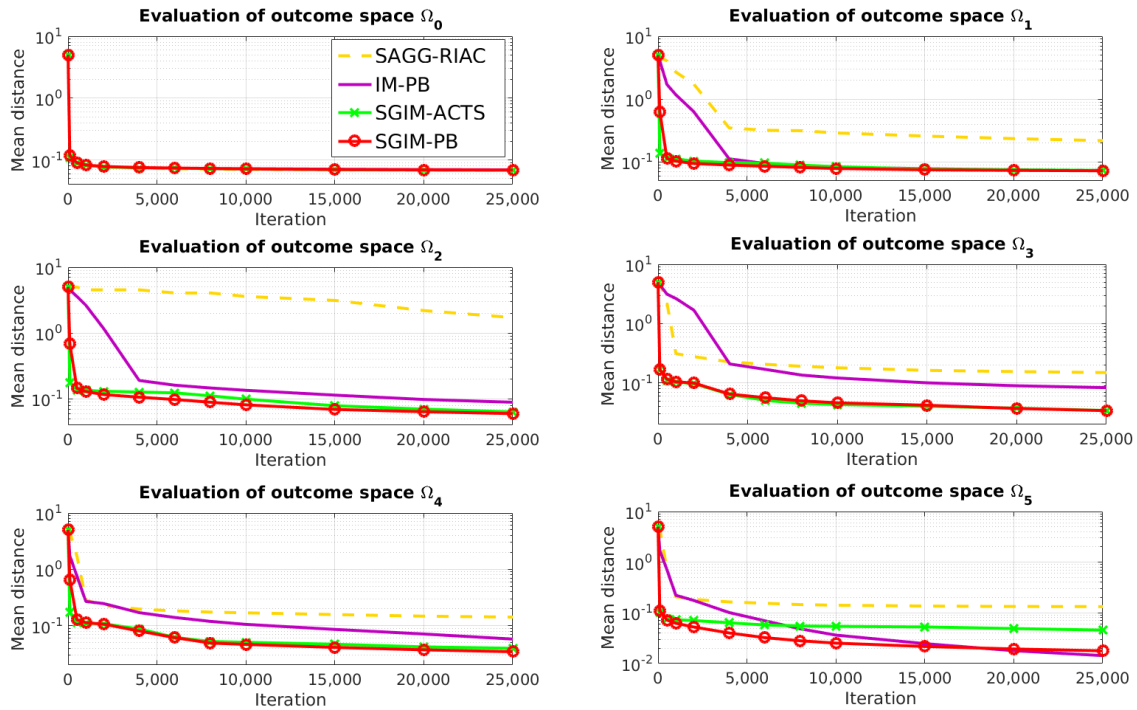 Evaluation of outcome space Ω0
10^1
10^0
10^-1
Mean distance
0 5,000 10,000 15,000 20,000 25,000
Iteration
SAGG-RIAC
IM-PB
SGIM-ACTS
SGIM-PB
Evaluation of outcome space Ω1
10^1
10^0
10^-1
Mean distance
0 5,000 10,000 15,000 20,000 25,000
Iteration
Evaluation of outcome space Ω2
10^1
10^0
10^-1
Mean distance
0 5,000 10,000 15,000 20,000 25,000
Iteration
Evaluation of outcome space Ω3
10^1
10^0
10^-1
Mean distance
0 5,000 10,000 15,000 20,000 25,000
Iteration
Evaluation of outcome space Ω4
10^1
10^0
10^-1
Mean distance
0 5,000 10,000 15,000 20,000 25,000
Iteration
Evaluation of outcome space Ω5
10^1
10^0
10^-1
10^-2
Mean distance
0 5,000 10,000 15,000 20,000 25,000
Iteration